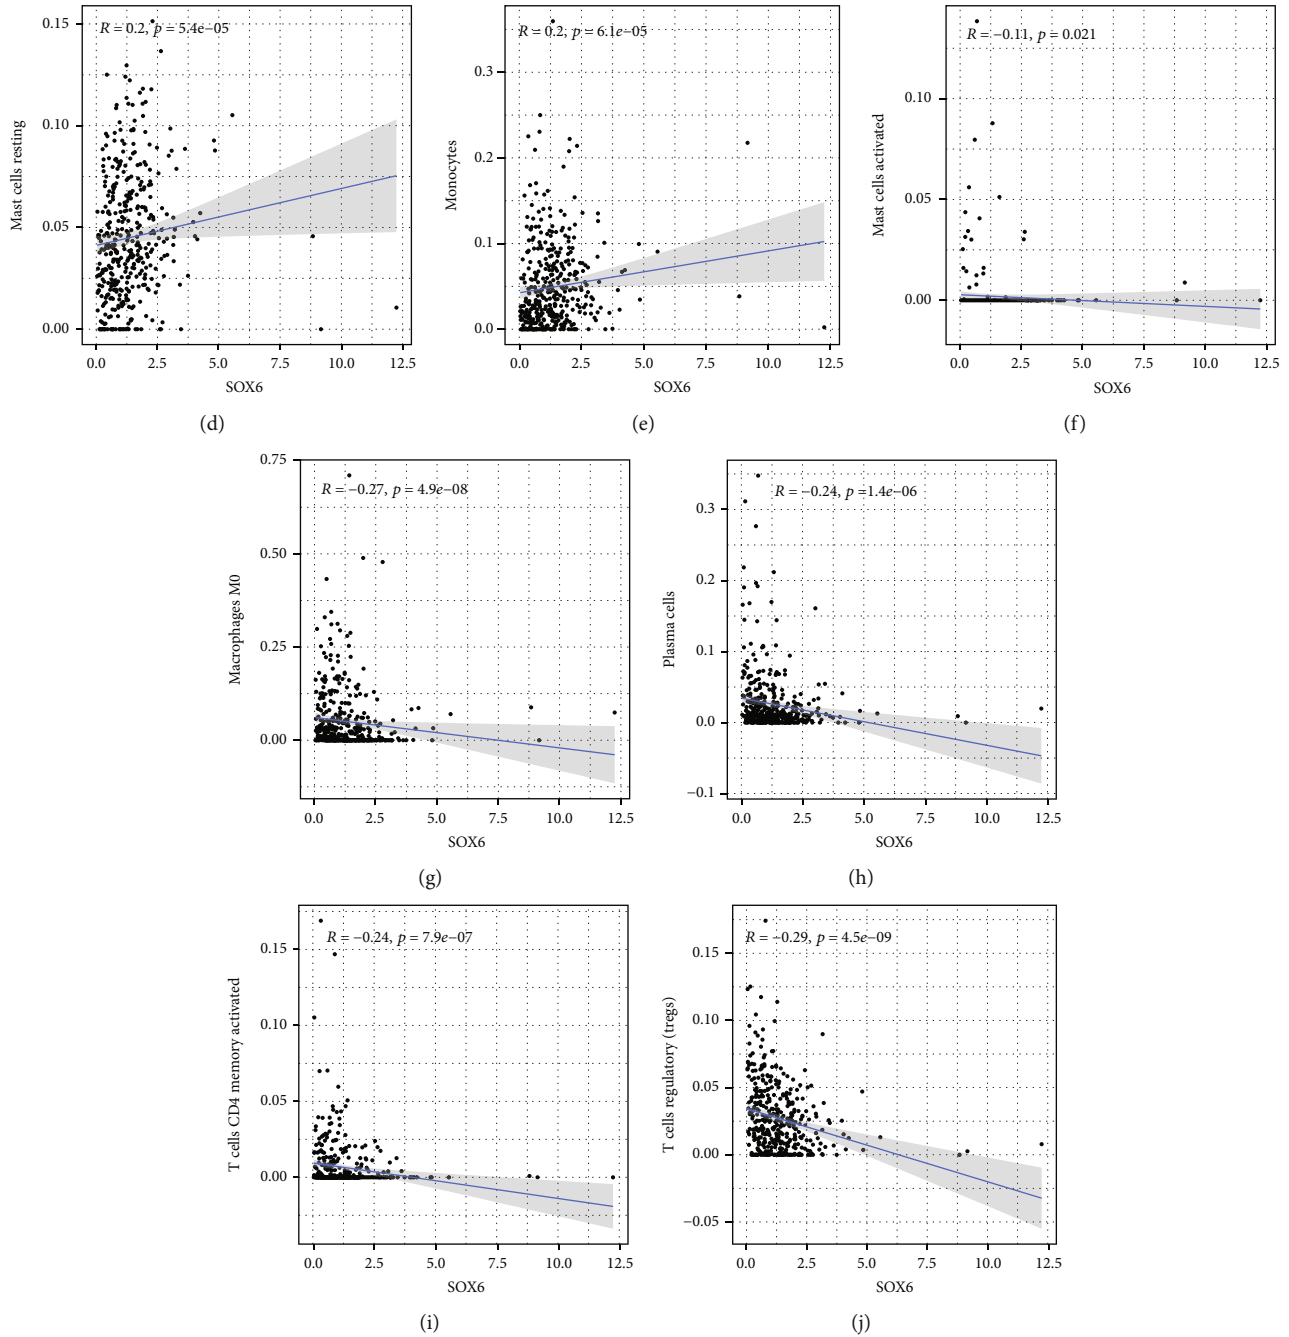 R = 0.2, p = 5.4e−05
Mast cells resting
0.15
0.10
0.05
0.00
0.0 2.5 5.0 7.5 10.0 12.5
SOX6
(d)
R = 0.2, p = 6.1e−05
Monocytes
0.3
0.2
0.1
0.0
0.0 2.5 5.0 7.5 10.0 12.5
SOX6
(e)
R = −0.11, p = 0.021
Mast cells activated
0.10
0.05
0.00
0.0 2.5 5.0 7.5 10.0 12.5
SOX6
(f)
R = −0.27, p = 4.9e−08
Macrophages M0
0.75
0.50
0.25
0.00
0.0 2.5 5.0 7.5 10.0 12.5
SOX6
(g)
R = −0.24, p =1.4e−06
Plasma cells
0.3
0.2
0.1
0.0
−0.1
0.0 2.5 5.0 7.5 10.0 12.5
SOX6
(h)
R = −0.24, p = 7.9e−07
T cells CD4 memory activated
0.15
0.10
0.05
0.00
0.0 2.5 5.0 7.5 10.0 12.5
SOX6
(i)
R = −0.29, p = 4.5e−09
T cells regulatory (tregs)
0.15
0.10
0.05
0.00
−0.05
0.0 2.5 5.0 7.5 10.0 12.5
SOX6
(j)